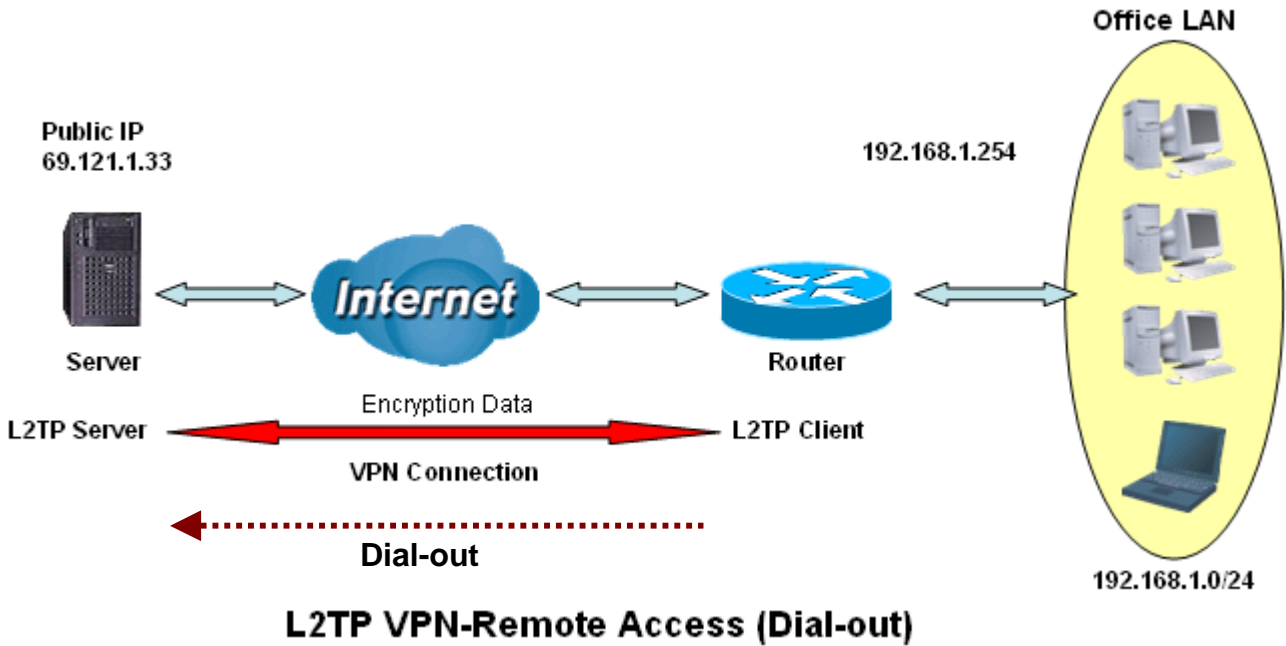 Office LAN
Public IP
69.121.1.33
192.168.1.254
Internet
Server
Router
Encryption Data
L2TP Server
L2TP Client
VPN Connection
Dial-out
192.168.1.0/24
L2TP VPN-Remote Access (Dial-out)